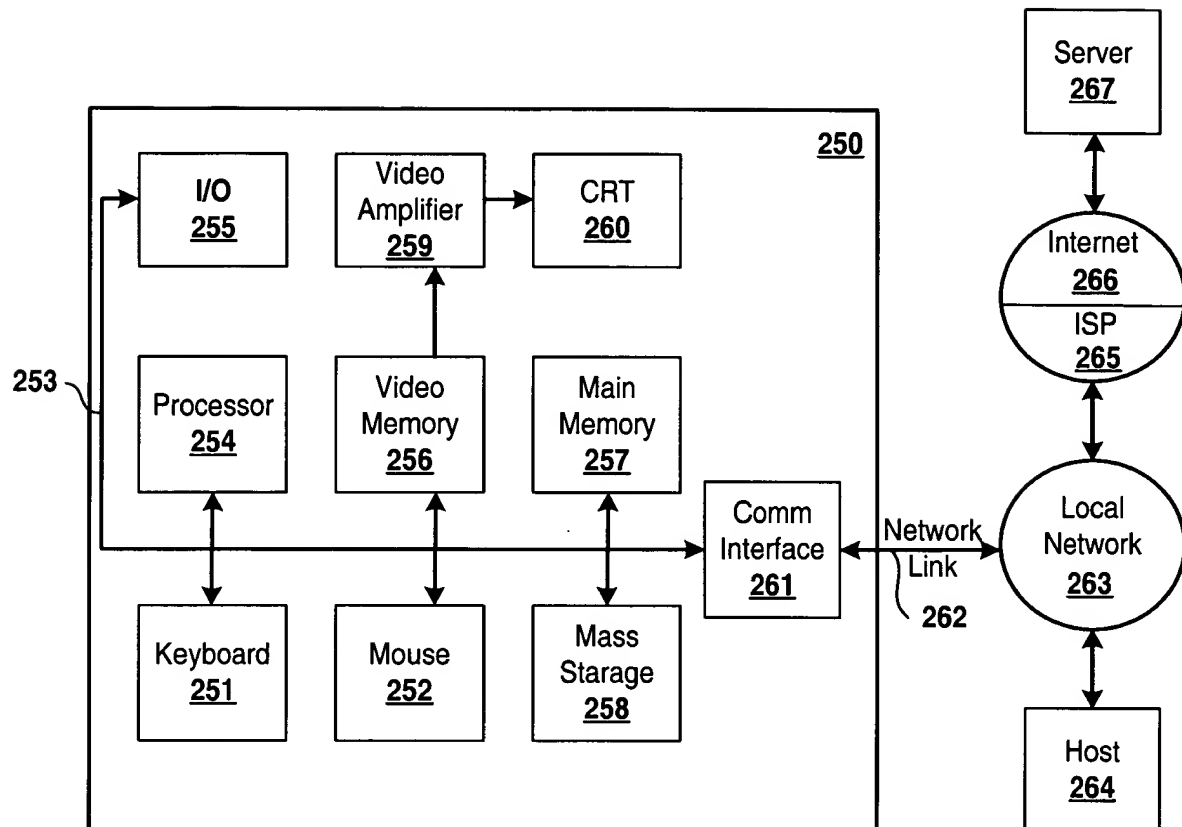 Server
267
250
I/O
255
Video
Amplifier
259
CRT
260
Internet
266
ISP
265
253
Processor
254
Video
Memory
256
Main
Memory
257
Comm
Interface
261
Network
Link
262
Local
Network
263
Keyboard
251
Mouse
252
Mass
Starage
258
Host
264